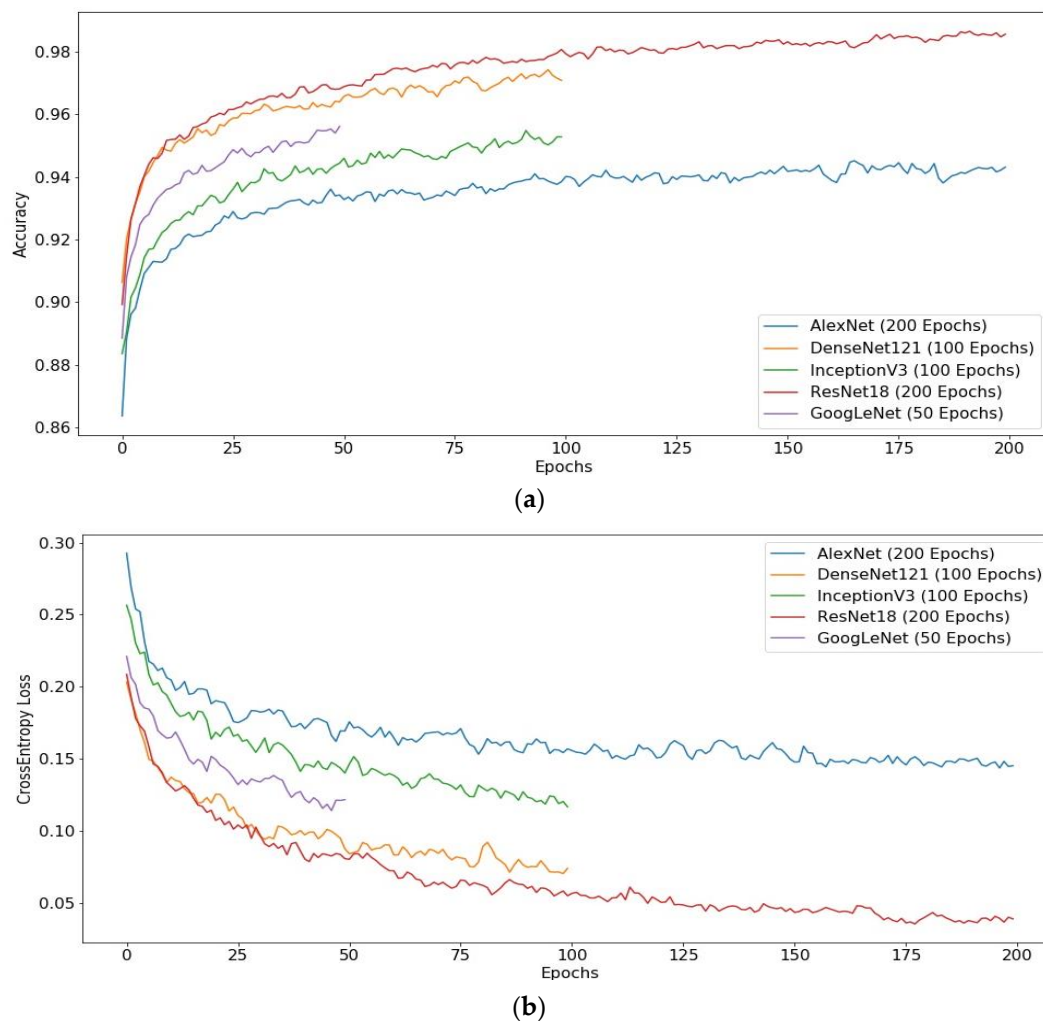 0.98
0.96
0.94
0.92
0.90
0.88
0.86
Accuracy
AlexNet (200 Epochs)
DenseNet121 (100 Epochs)
InceptionV3 (100 Epochs)
ResNet18 (200 Epochs)
GoogLeNet (50 Epochs)
0 25 50 75 100 125 150 175 200
Epochs
(a)
0.30
0.25
0.20
0.15
0.10
0.05
CrossEntropy Loss
AlexNet (200 Epochs)
DenseNet121 (100 Epochs)
InceptionV3 (100 Epochs)
ResNet18 (200 Epochs)
GoogLeNet (50 Epochs)
0 25 50 75 100 125 150 175 200
Epochs
(b)